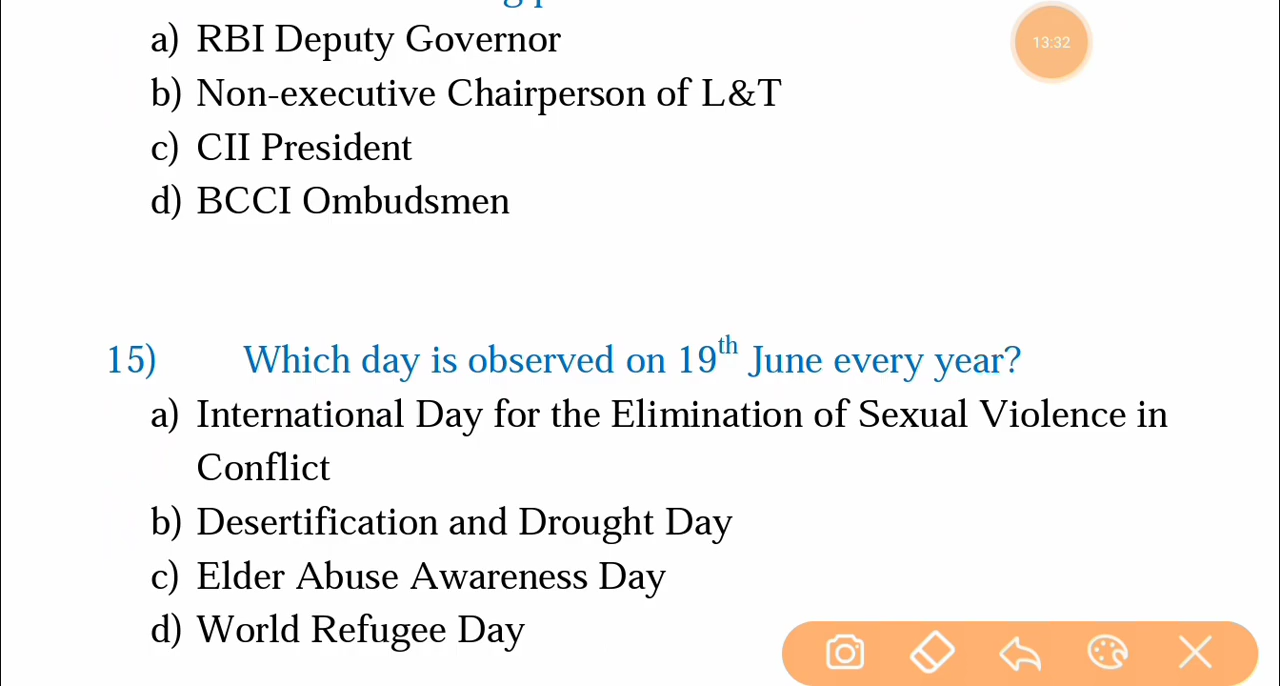 a) RBI Deputy Governor
13:32
b) Non-executive Chairperson of L&T
c) CII President
d) BCCI Ombudsmen
15) Which day is observed on 19th June every year?
a) International Day for the Elimination of Sexual Violence in
Conflict
b) Desertification and Drought Day
c) Elder Abuse Awareness Day
d) World Refugee Day